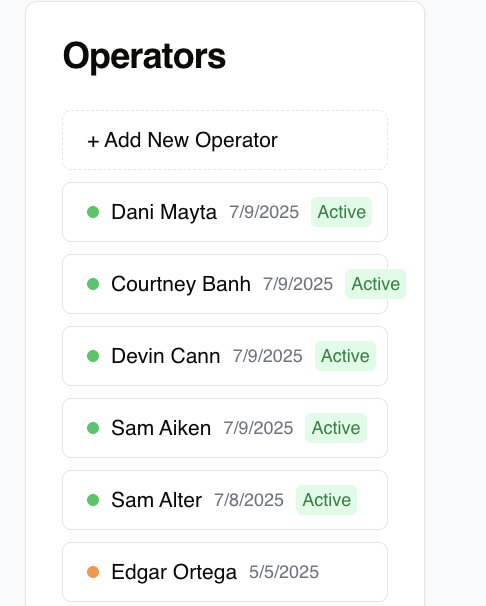 Operators
+ Add New Operator
Dani Mayta 7/9/2025 Active
Courtney Banh 7/9/2025 Active
Devin Cann 7/9/2025 Active
Sam Aiken 7/9/2025 Active
Sam Alter 7/8/2025 Active
Edgar Ortega 5/5/2025